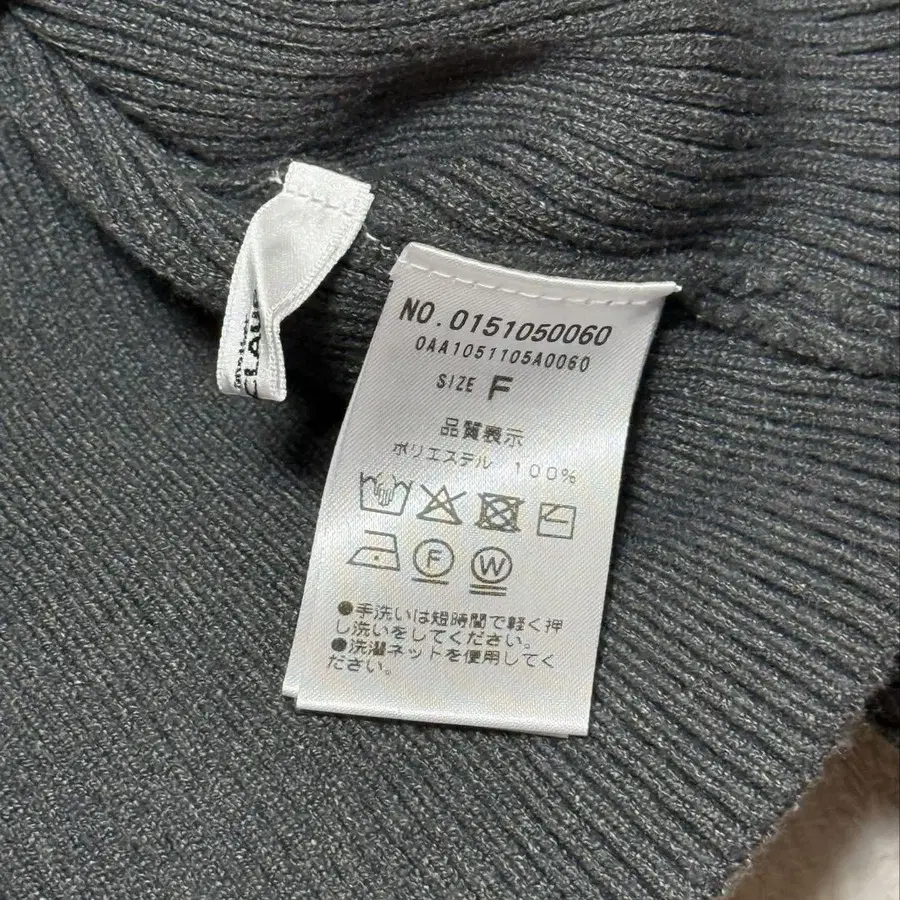 NO.0151050060
0AA1051105A0060
SIZE F
品質表示
ポリエステル 100%
F W
●手洗いは短時間で軽く押
し洗いをしてください。
●洗濯ネットを使用してく
ださい。